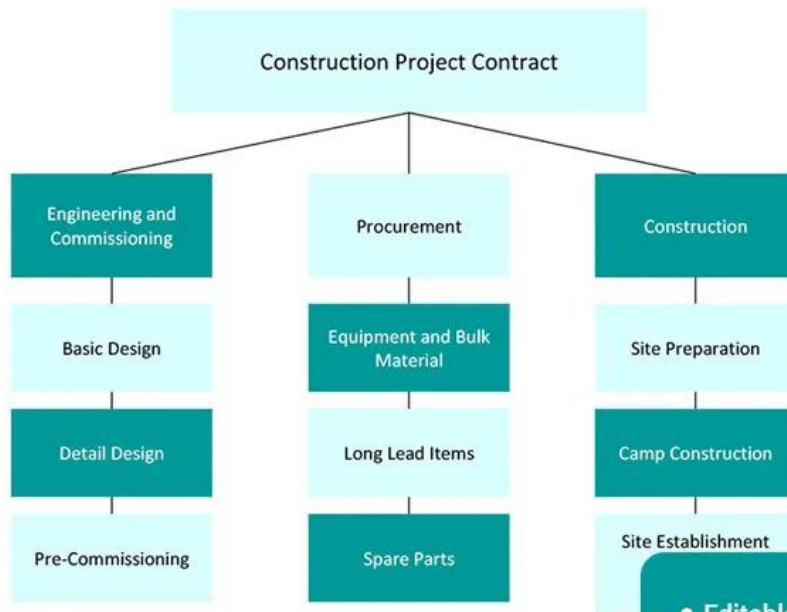 Construction Project Contract
Engineering and
Commissioning
Procurement
Construction
Basic Design
Equipment and Bulk
Material
Site Preparation
Detail Design
Long Lead Items
Camp Construction
Pre-Commissioning
Spare Parts
Site Establishment
• Editable